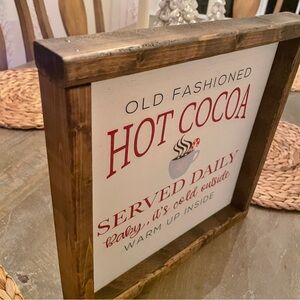 OLD FASHIONED
HOT COCOA
SERVED DAILY
baby, it's cold outside
WARM UP INSIDE